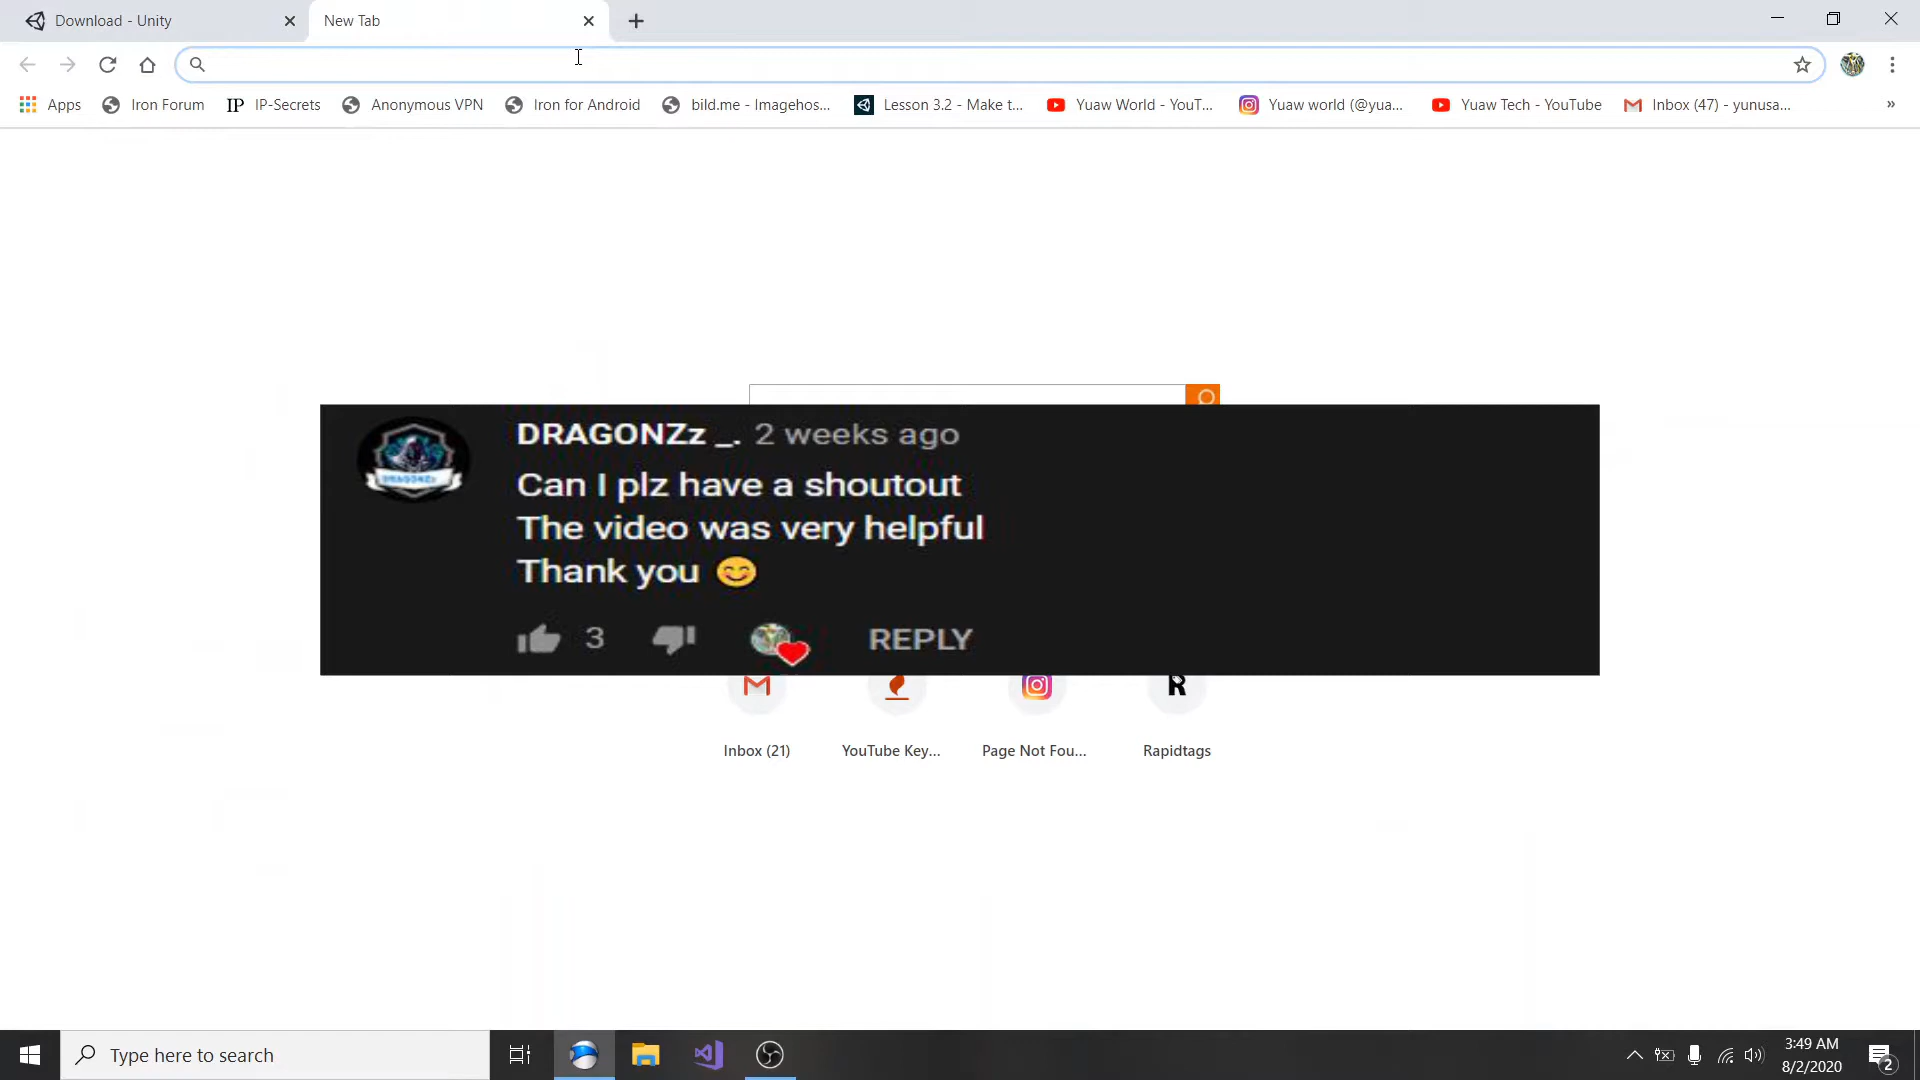 Download - Unity
New Tab
Apps
Iron Forum
IP IP-Secrets
Anonymous VPN
Iron for Android
bild.me - Imagehos...
Lesson 3.2 - Make t...
Yuaw World - YouT...
Yuaw world (@yua...
Yuaw Tech - YouTube
Inbox (47) - yunusa...
»
DRAGONZz _. 2 weeks ago
Can I plz have a shoutout
The video was very helpful
Thank you 😊
3 REPLY
DRAGONZz
R
Inbox (21)
YouTube Key...
Page Not Fou...
Rapidtags
Type here to search
3:49 AM
8/2/2020
2